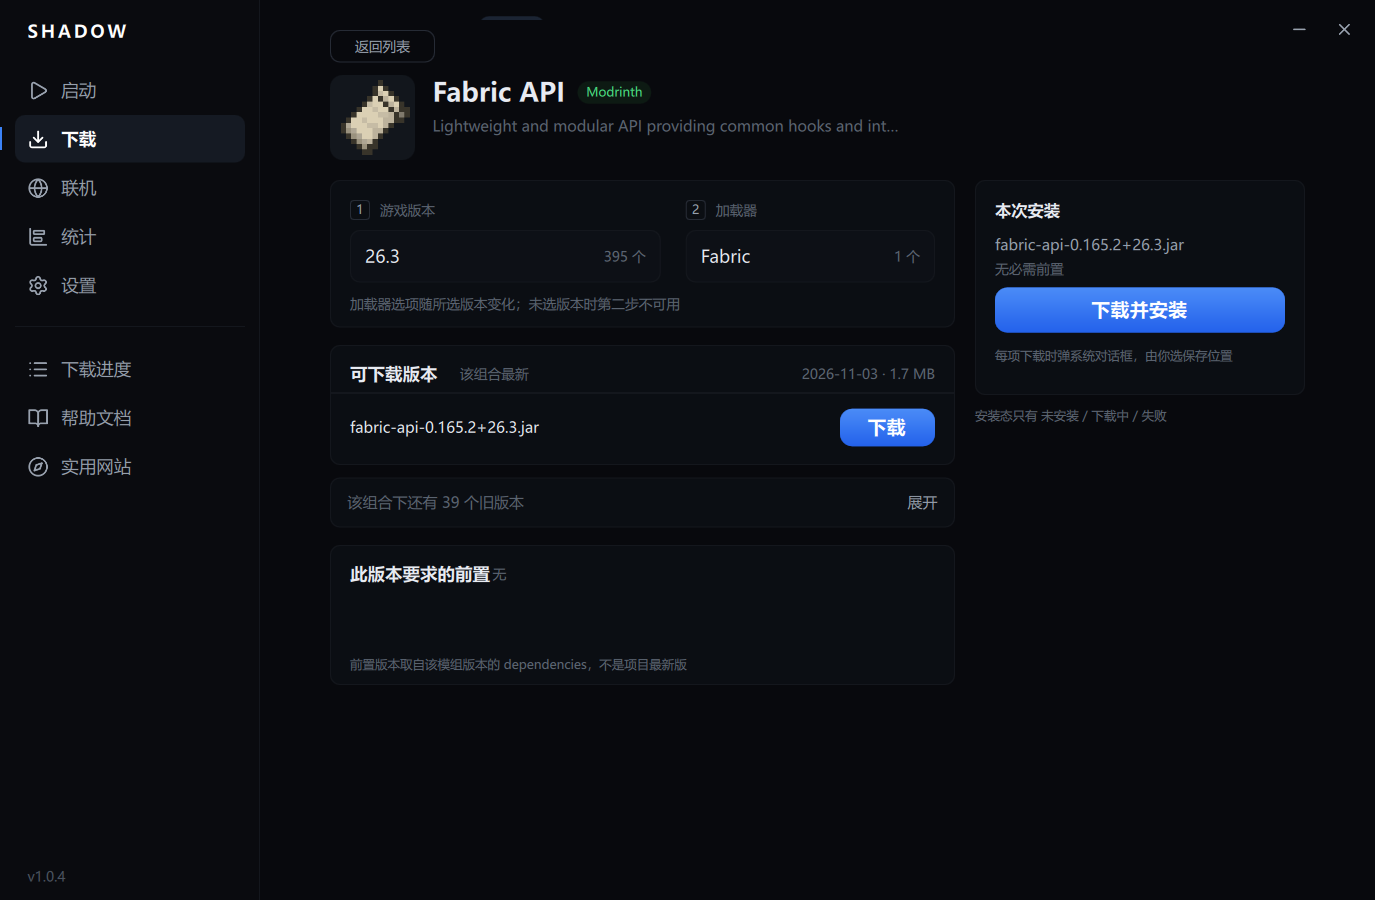 SHADOW
启动
下载
联机
统计
设置
下载进度
帮助文档
实用网站
v1.0.4
返回列表
Fabric API Modrinth
Lightweight and modular API providing common hooks and int...
1 游戏版本
26.3 395 个
2 加载器
Fabric 1 个
加载器选项随所选版本变化；未选版本时第二步不可用
可下载版本 该组合最新 2026-11-03 · 1.7 MB
fabric-api-0.165.2+26.3.jar 下载
该组合下还有 39 个旧版本 展开
此版本要求的前置 无
前置版本取自该模组版本的 dependencies，不是项目最新版
本次安装
fabric-api-0.165.2+26.3.jar
无必需前置
下载并安装
每项下载时弹系统对话框，由你选保存位置
安装态只有 未安装 / 下载中 / 失败